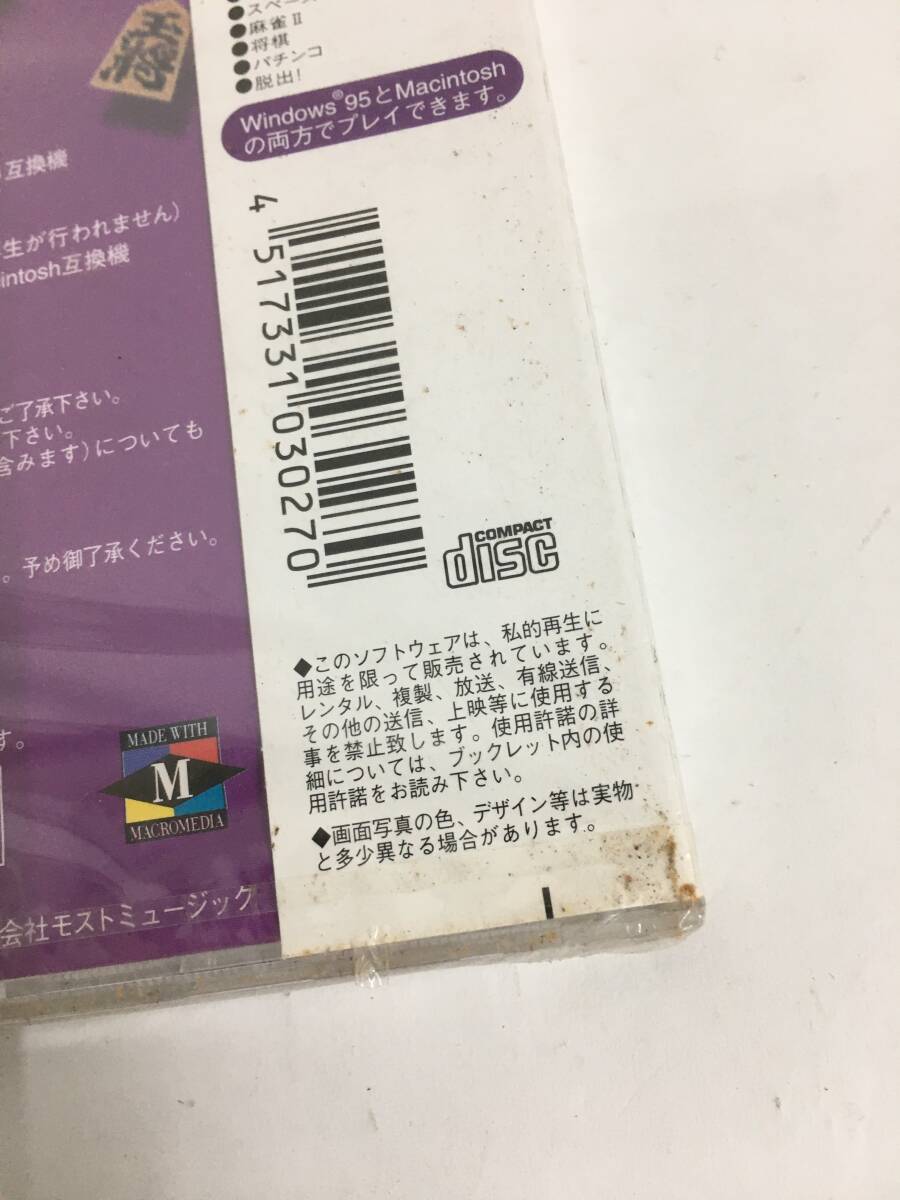 ●スペース
●麻雀Ⅱ
●将棋
●パチンコ
●脱出!
Windows®95とMacintosh
の両方でプレイできます。
互換機
生が行われません)
intosh互換機
ご了承下さい。
下さい。
含みます)についても
。予め御了承ください。
す。
4 517331 030270
COMPACT
disc
◆このソフトウェアは、私的再生に
用途を限って販売されています。
レンタル、複製、放送、有線送信、
その他の送信、上映等に使用する
事を禁止致します。使用許諾の詳
細については、ブックレット内の使
用許諾をお読み下さい。
◆画面写真の色、デザイン等は実物
と多少異なる場合があります。
MADE WITH
M
MACROMEDIA
会社モストミュージック